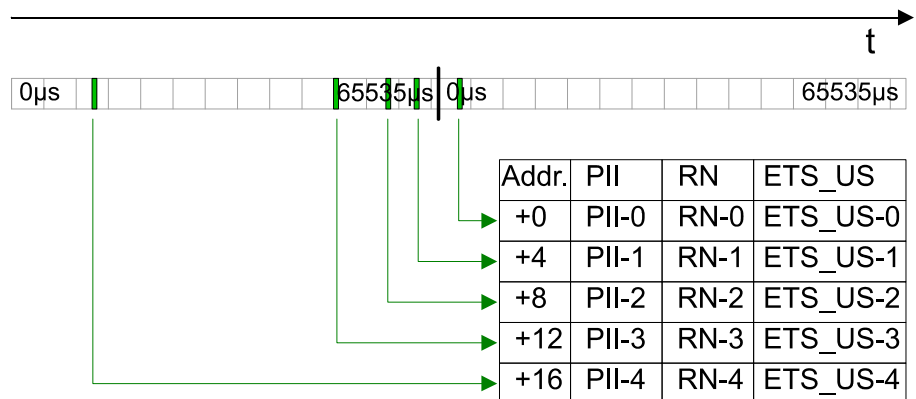 t
0µs 65535µs 0µs 65535µs
Addr. PII RN ETS_US
+0 PII-0 RN-0 ETS_US-0
+4 PII-1 RN-1 ETS_US-1
+8 PII-2 RN-2 ETS_US-2
+12 PII-3 RN-3 ETS_US-3
+16 PII-4 RN-4 ETS_US-4